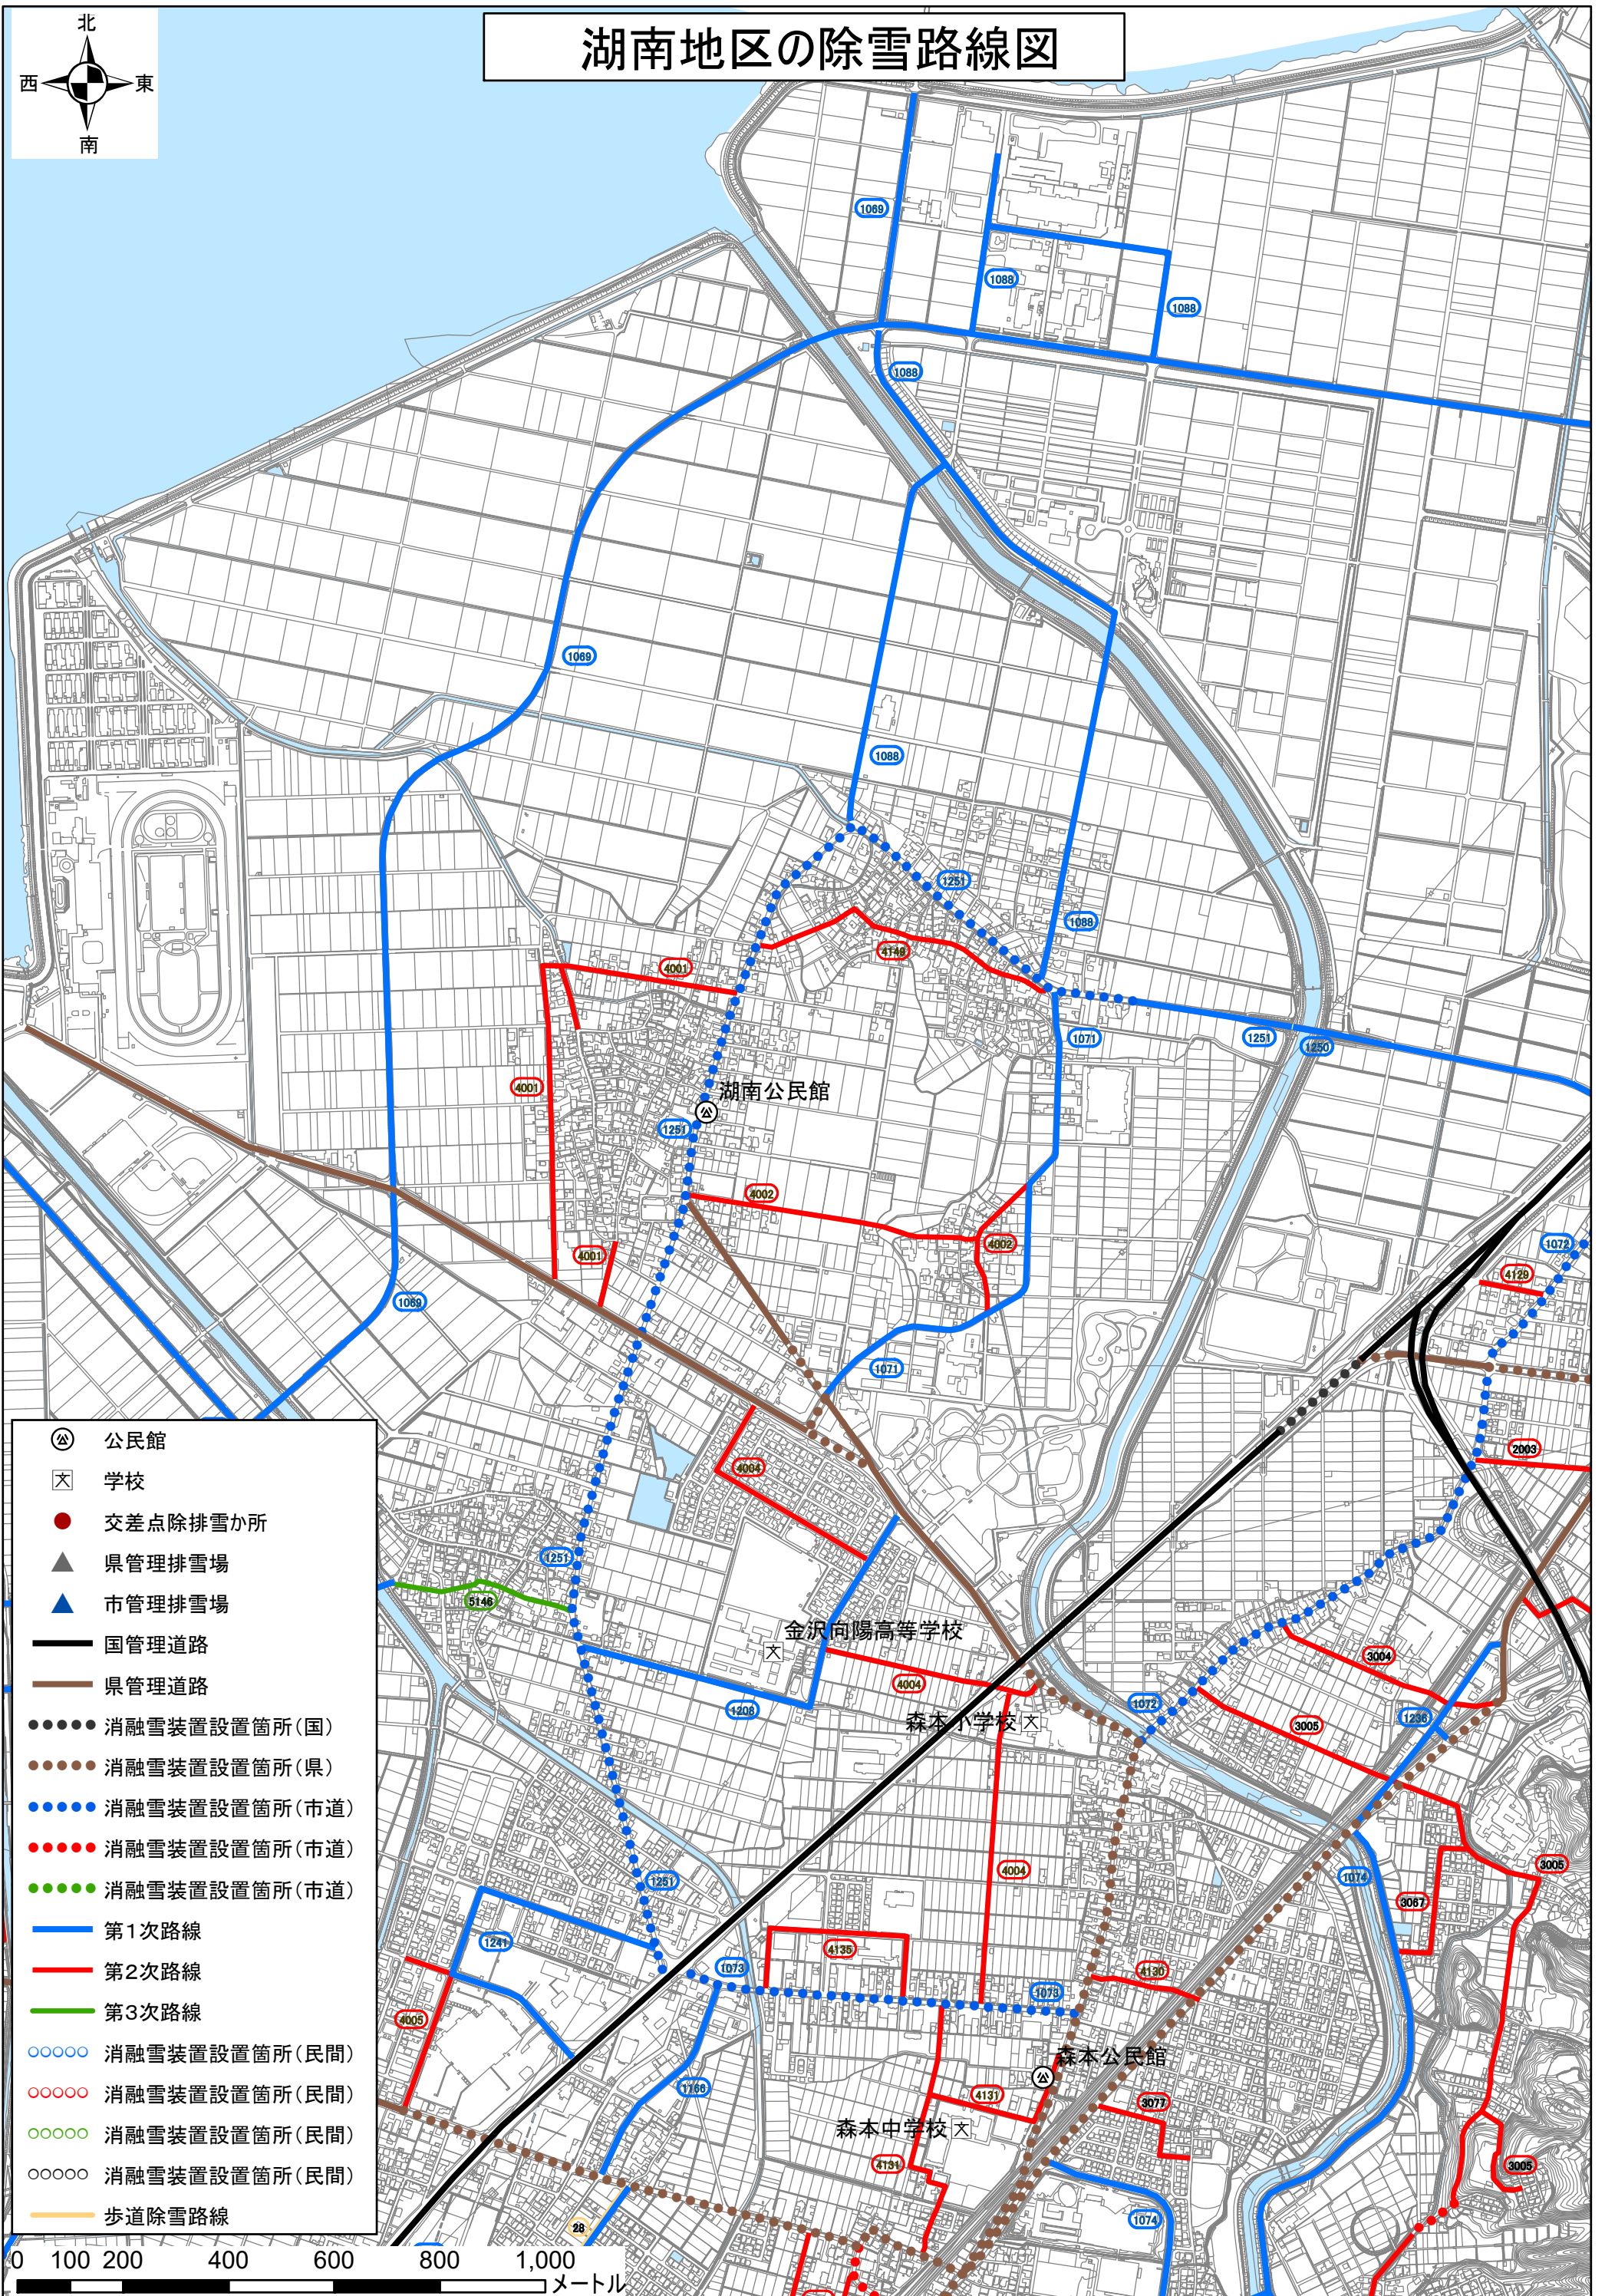 湖南地区の除雪路線図
北
西
東
南
1069
1088
1088
1088
1069
1088
1251
1088
4149
4001
1071
1251
1250
4001
湖南公民館
1251
4002
4002
4001
1069
1072
4129
1071
2003
4004
1251
5146
金沢向陽高等学校
4004
3004
1208
森本小学校
1072
3005
1236
4004
1251
1074
3005
3067
1241
4135
1073
1073
4130
4005
森本公民館
1166
4131
3077
森本中学校
4131
3005
1074
28
公民館
学校
交差点除排雪か所
県管理排雪場
市管理排雪場
国管理道路
県管理道路
消融雪装置設置箇所(国)
消融雪装置設置箇所(県)
消融雪装置設置箇所(市道)
消融雪装置設置箇所(市道)
消融雪装置設置箇所(市道)
第1次路線
第2次路線
第3次路線
消融雪装置設置箇所(民間)
消融雪装置設置箇所(民間)
消融雪装置設置箇所(民間)
消融雪装置設置箇所(民間)
歩道除雪路線
0 100 200 400 600 800 1,000
メートル